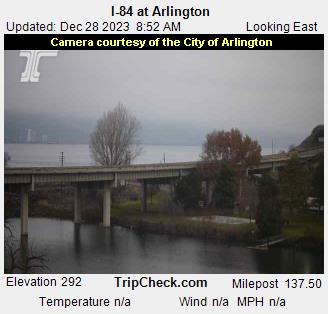 I-84 at Arlington
Updated: Dec 28 2023 8:52 AM Looking East
Camera courtesy of the City of Arlington
Elevation 292 TripCheck.com Milepost 137.50
Temperature n/a Wind n/a MPH n/a